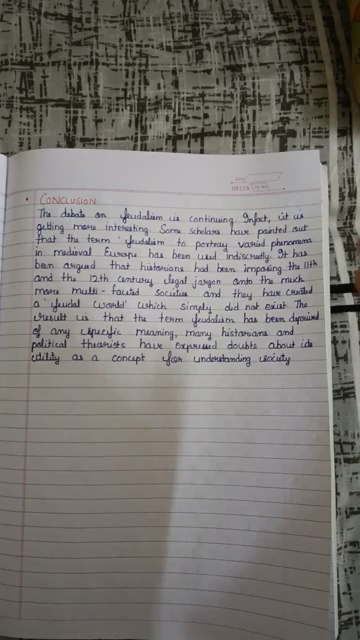 CONCLUSION
The debate on feudalism is continuing. Infact, it is
getting more interesting. Some scholars have pointed out
that the term 'feudalism to portray varied phenomena
in medieval Europe has been used indiscretly. It has
been argued that historians had been imposing the 11th
and the 12th century legal jargon onto the much
more multi-faceted societies and they have created
a 'feudal world' which simply did not exist The
result is that the term feudalism has been deprived
of any specific meaning, many historians and
political theorists have expressed doubts about its
utility as a concept for understanding society